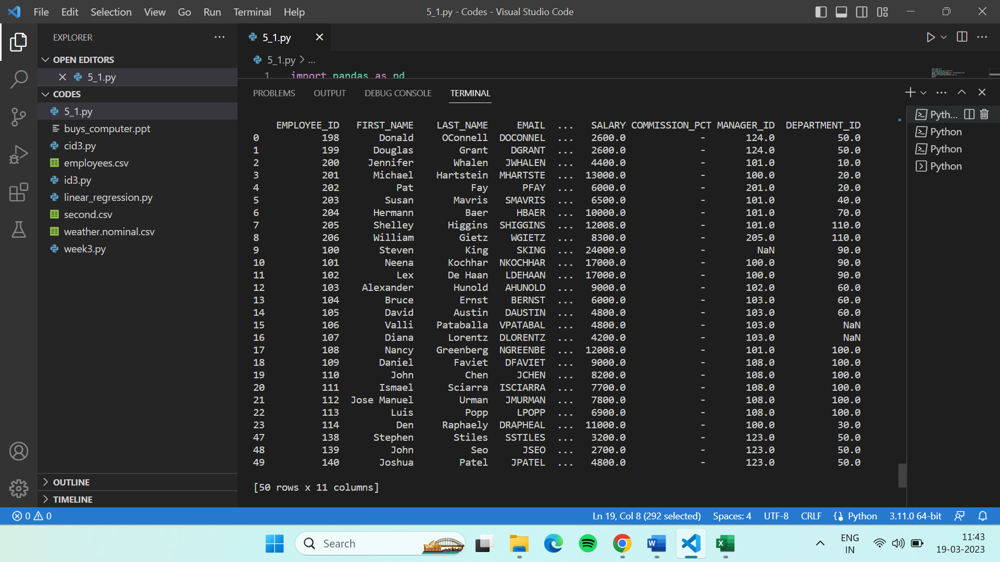 File Edit Selection View Go Run Terminal Help
5_1.py - Codes - Visual Studio Code
EXPLORER
OPEN EDITORS
5_1.py
CODES
5_1.py
buys_computer.ppt
cid3.py
employees.csv
id3.py
linear_regression.py
second.csv
weather.nominal.csv
week3.py
OUTLINE
TIMELINE
5_1.py
5_1.py > ...
1 import pandas as pd
PROBLEMS OUTPUT DEBUG CONSOLE TERMINAL
EMPLOYEE_ID FIRST_NAME LAST_NAME EMAIL ... SALARY COMMISSION_PCT MANAGER_ID DEPARTMENT_ID
0 198 Donald OConnell DOCONNEL ... 2600.0 - 124.0 50.0
1 199 Douglas Grant DGRANT ... 2600.0 - 124.0 50.0
2 200 Jennifer Whalen JWHALEN ... 4400.0 - 101.0 10.0
3 201 Michael Hartstein MHARTSTE ... 13000.0 - 100.0 20.0
4 202 Pat Fay PFAY ... 6000.0 - 201.0 20.0
5 203 Susan Mavris SMAVRIS ... 6500.0 - 101.0 40.0
6 204 Hermann Baer HBAER ... 10000.0 - 101.0 70.0
7 205 Shelley Higgins SHIGGINS ... 12008.0 - 101.0 110.0
8 206 William Gietz WGIETZ ... 8300.0 - 205.0 110.0
9 100 Steven King SKING ... 24000.0 - NaN 90.0
10 101 Neena Kochhar NKOCHHAR ... 17000.0 - 100.0 90.0
11 102 Lex De Haan LDEHAAN ... 17000.0 - 100.0 90.0
12 103 Alexander Hunold AHUNOLD ... 9000.0 - 102.0 60.0
13 104 Bruce Ernst BERNST ... 6000.0 - 103.0 60.0
14 105 David Austin DAUSTIN ... 4800.0 - 103.0 60.0
15 106 Valli Pataballa VPATABAL ... 4800.0 - 103.0 NaN
16 107 Diana Lorentz DLORENTZ ... 4200.0 - 103.0 NaN
17 108 Nancy Greenberg NGREENBE ... 12008.0 - 101.0 100.0
18 109 Daniel Faviet DFAVIET ... 9000.0 - 108.0 100.0
19 110 John Chen JCHEN ... 8200.0 - 108.0 100.0
20 111 Ismael Sciarra ISCIARRA ... 7700.0 - 108.0 100.0
21 112 Jose Manuel Urman JMURMAN ... 7800.0 - 108.0 100.0
22 113 Luis Popp LPOPP ... 6900.0 - 108.0 100.0
23 114 Den Raphaely DRAPHEAL ... 11000.0 - 100.0 30.0
47 138 Stephen Stiles SSTILES ... 3200.0 - 123.0 50.0
48 139 John Seo JSEO ... 2700.0 - 123.0 50.0
49 140 Joshua Patel JPATEL ... 4800.0 - 123.0 50.0
[50 rows x 11 columns]
Pyth...
Python
Python
Python
0 0 Ln 19, Col 8 (292 selected) Spaces: 4 UTF-8 CRLF Python 3.11.0 64-bit
Search
ENG
IN
11:43
19-03-2023